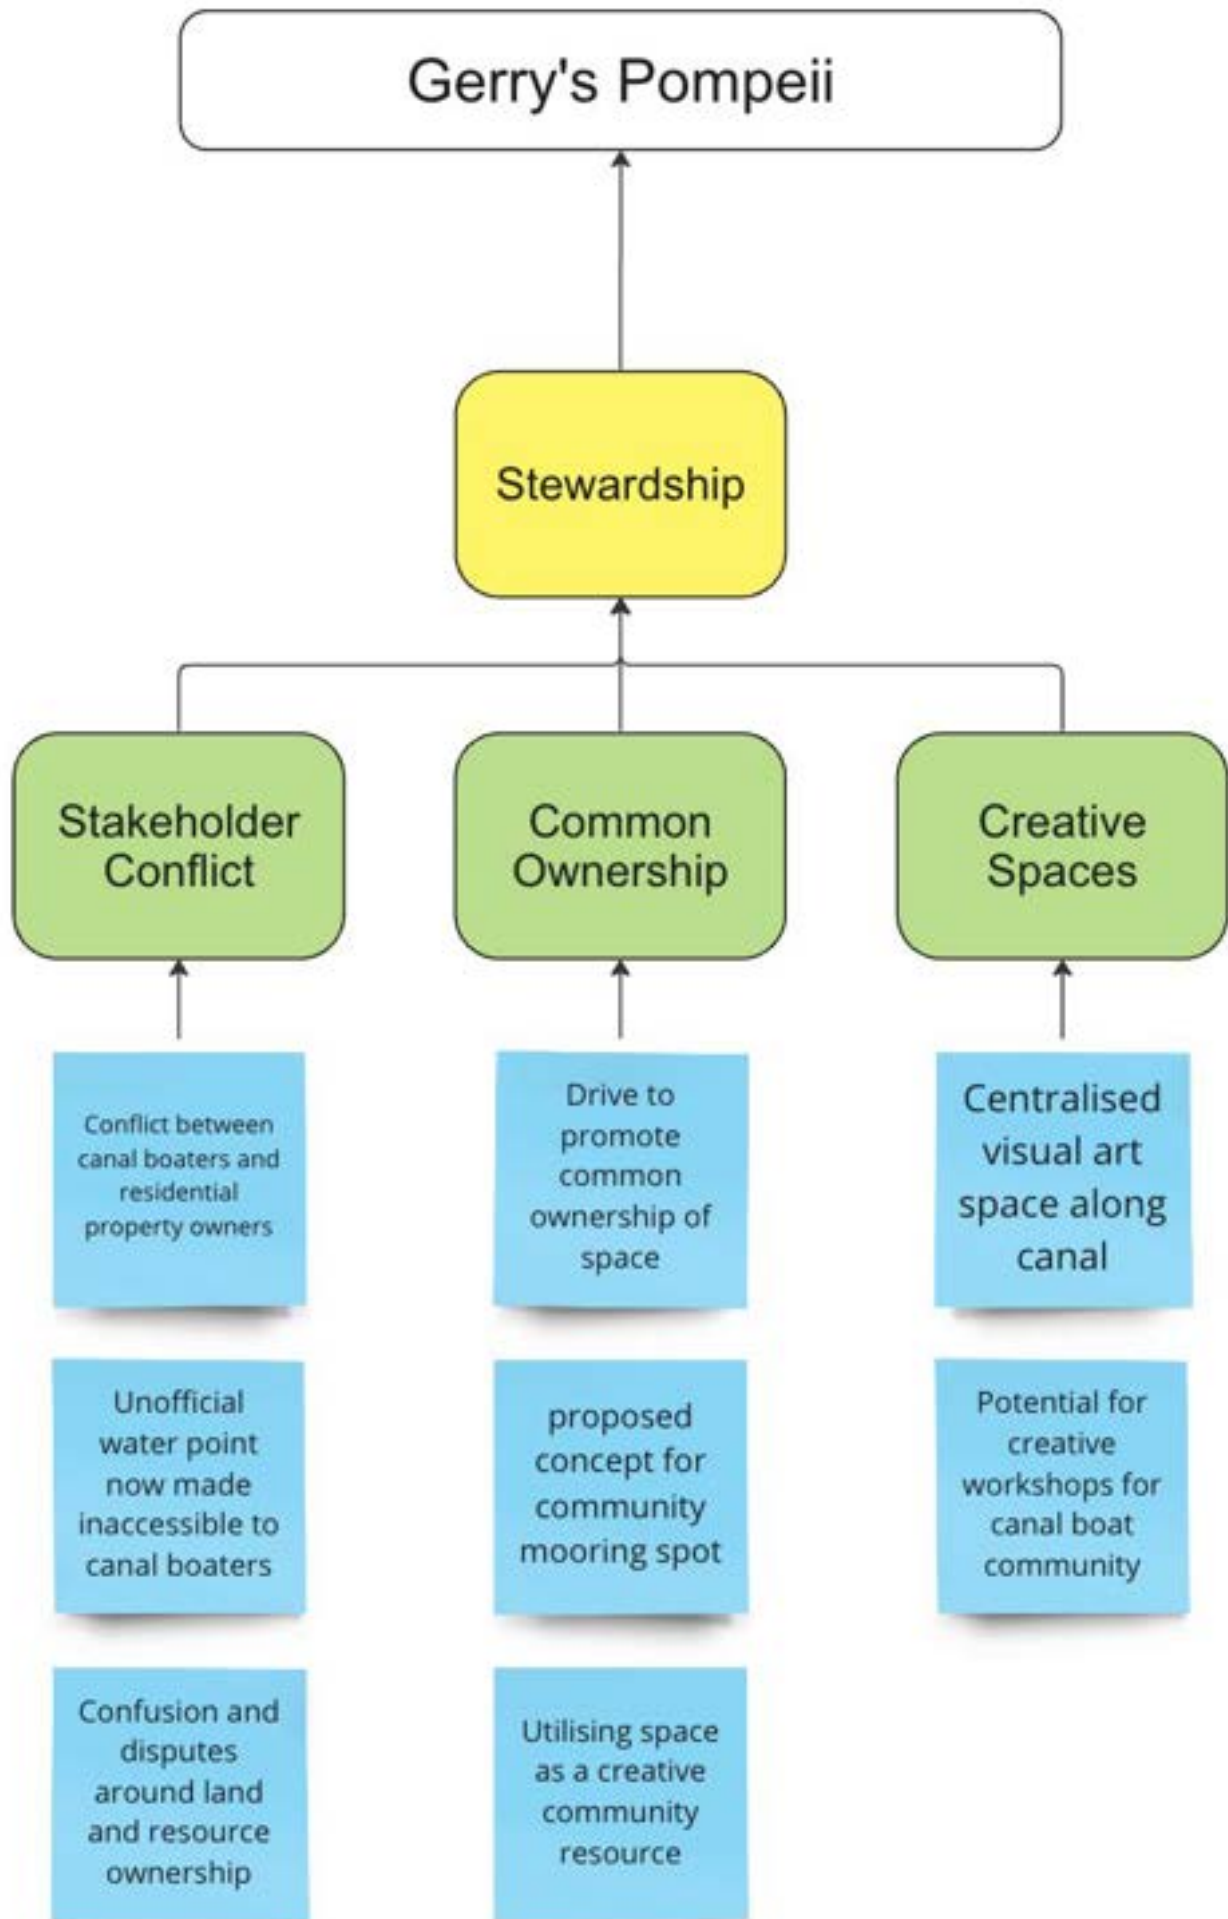 Gerry's Pompeii
Stewardship
Stakeholder
Conflict
Common
Ownership
Creative
Spaces
Conflict between
canal boaters and
residential
property owners
Drive to
promote
common
ownership of
space
Centralised
visual art
space along
canal
Unofficial
water point
now made
inaccessible to
canal boaters
proposed
concept for
community
mooring spot
Potential for
creative
workshops for
canal boat
community
Confusion and
disputes
around land
and resource
ownership
Utilising space
as a creative
community
resource